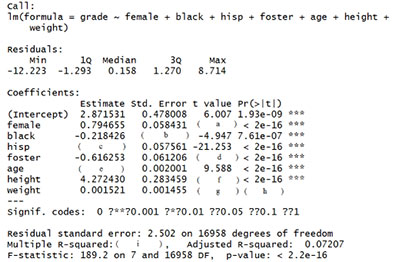 Call:
lm(formula = grade ~ female + black + hisp + foster + age + height +
weight)
Residuals:
Min 1Q Median 3Q Max
-12.223 -1.293 0.158 1.270 8.714
Coefficients:
Estimate Std. Error t value Pr(>|t|)
(Intercept) 2.871531 0.478008 6.007 1.93e-09 ***
female 0.794655 0.058431 ( a ) < 2e-16 ***
black -0.218426 ( b ) -4.947 7.61e-07 ***
hisp ( c ) 0.057561 -21.253 < 2e-16 ***
foster -0.616253 0.061206 ( d ) < 2e-16 ***
age ( e ) 0.002001 9.588 < 2e-16 ***
height 4.272430 0.283459 ( f ) < 2e-16 ***
weight 0.001521 0.001455 ( g ) ( h )
---
Signif. codes: 0 ?**?0.001 ?*?0.01 ??0.05 ??0.1 ??1
Residual standard error: 2.502 on 16958 degrees of freedom
Multiple R-squared: ( i ), Adjusted R-squared: 0.07207
F-statistic: 189.2 on 7 and 16958 DF, p-value: < 2.2e-16